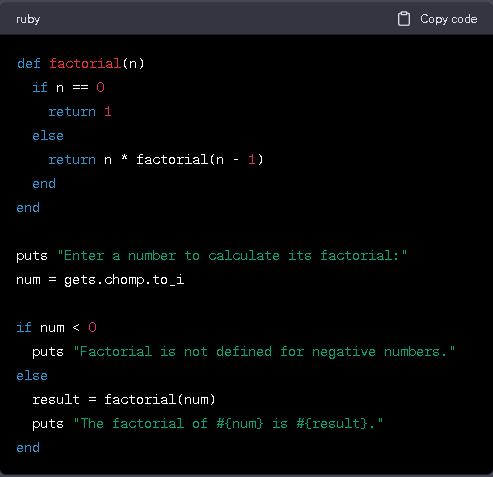 ruby
Copy code
def factorial(n)
  if n == 0
    return 1
  else
    return n * factorial(n - 1)
  end
end

puts "Enter a number to calculate its factorial:"
num = gets.chomp.to_i

if num < 0
  puts "Factorial is not defined for negative numbers."
else
  result = factorial(num)
  puts "The factorial of #{num} is #{result}."
end